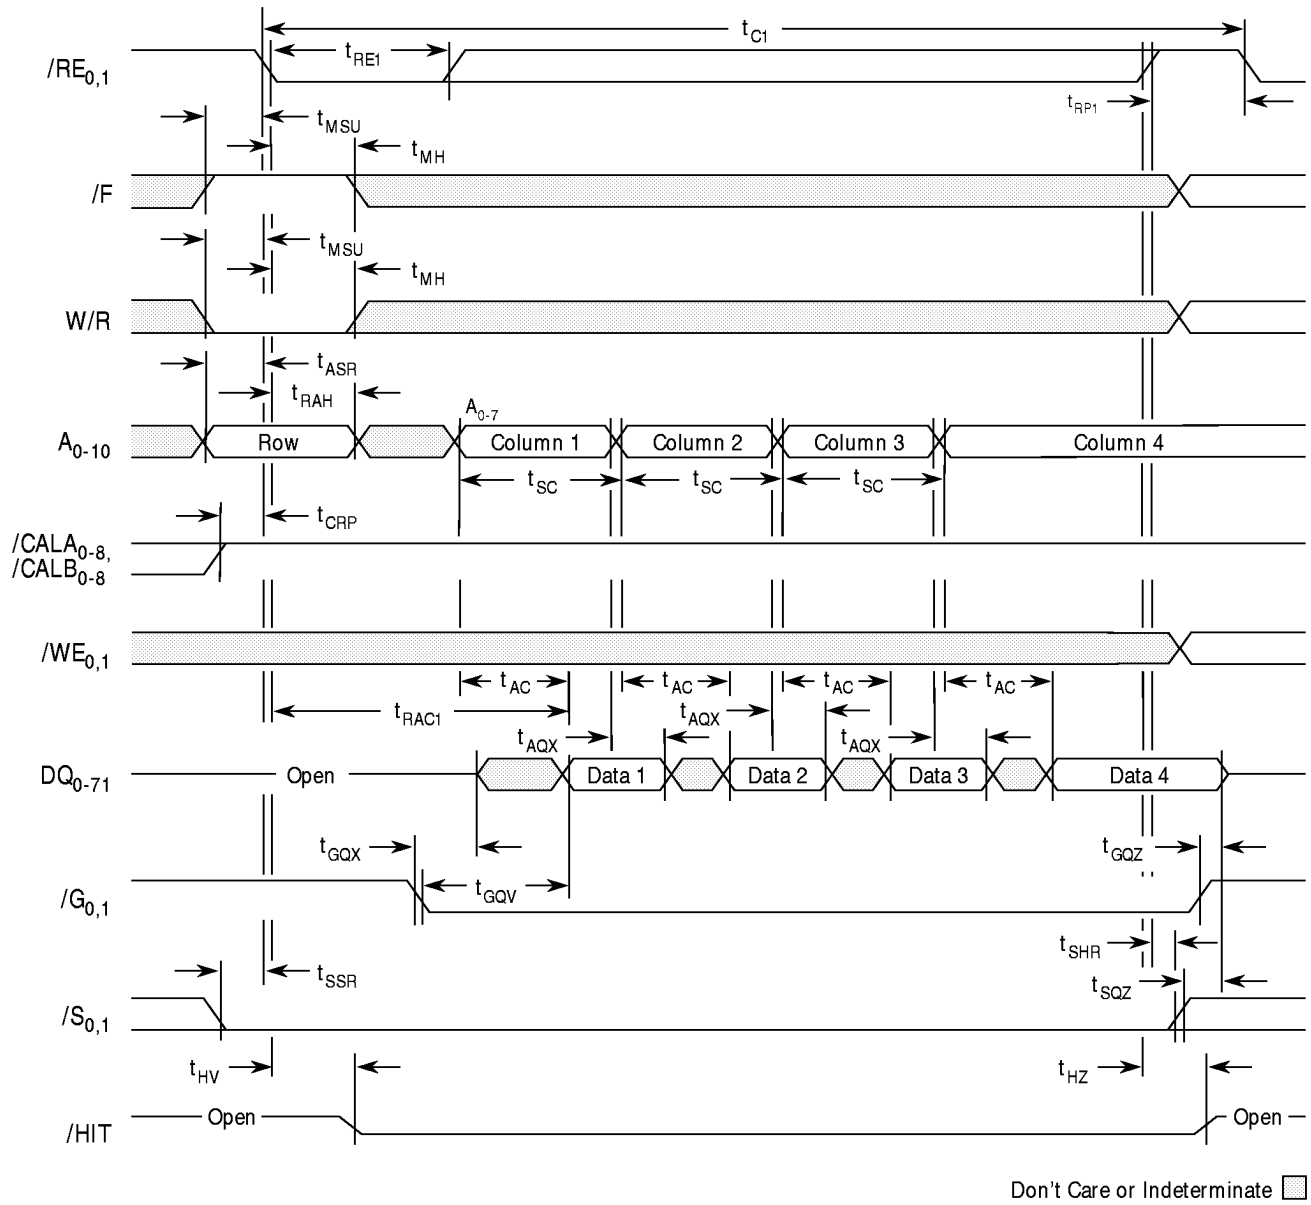 tC1
tRE1
/RE0,1
tRP1
tMSU
tMH
/F
tMSU
tMH
W/R
tASR
tRAH
A0-7
A0-10 Row Column 1 Column 2 Column 3 Column 4
tSC tSC tSC
tCRP
/CALA0-8,
/CALB0-8
/WE0,1
tAC tAC tAC tAC
tRAC1 tAQX
tAQX tAQX
DQ0-71 Open Data 1 Data 2 Data 3 Data 4
tGQX tGQZ
tGQV
/G0,1
tSHR
tSSR tSQZ
/S0,1
tHV tHZ
/HIT Open Open
Don't Care or Indeterminate